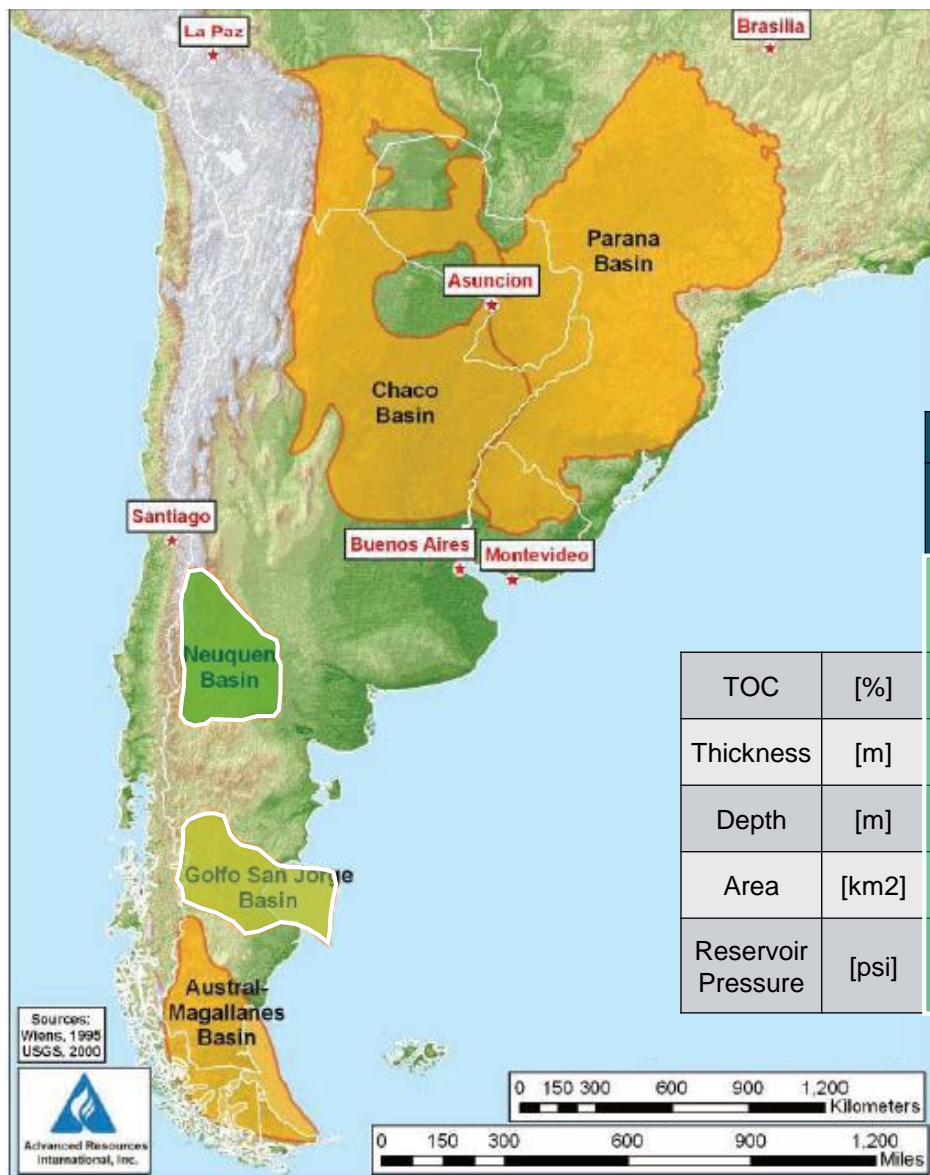 La Paz
Brasilia
Parana
Basin
Asuncion
Chaco
Basin
Santiago
Buenos Aires
Montevideo
Neuquen
Basin
TOC [%]
Thickness [m]
Depth [m]
Area [km2]
Reservoir
Pressure [psi]
Golfo San Jorge
Basin
Austral-
Magallanes
Basin
Sources:
Wiens, 1995
USGS, 2000
Advanced Resources
International, Inc.
0 150 300 600 900 1,200
Kilometers
0 150 300 600 900 1,200
Miles